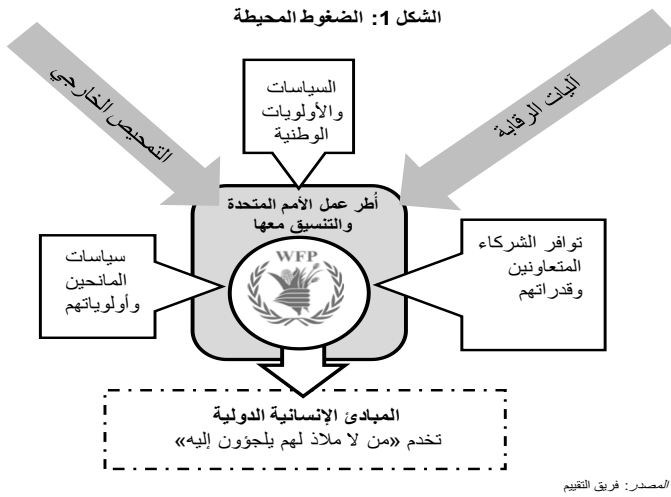 الشكل 1: الضغوط المحيطة
آليات الرقابة
التمحيص الخارجي
السياسات
والأولويات
الوطنية
أُطر عمل الأمم المتحدة
والتنسيق معها
توافر الشركاء
المتعاونين
وقدراتهم
WFP
سياسات
المانحين
وأولوياتهم
المبادئ الإنسانية الدولية
تخدم «من لا ملاذ لهم يلجؤون إليه»
المصدر: فريق التقييم